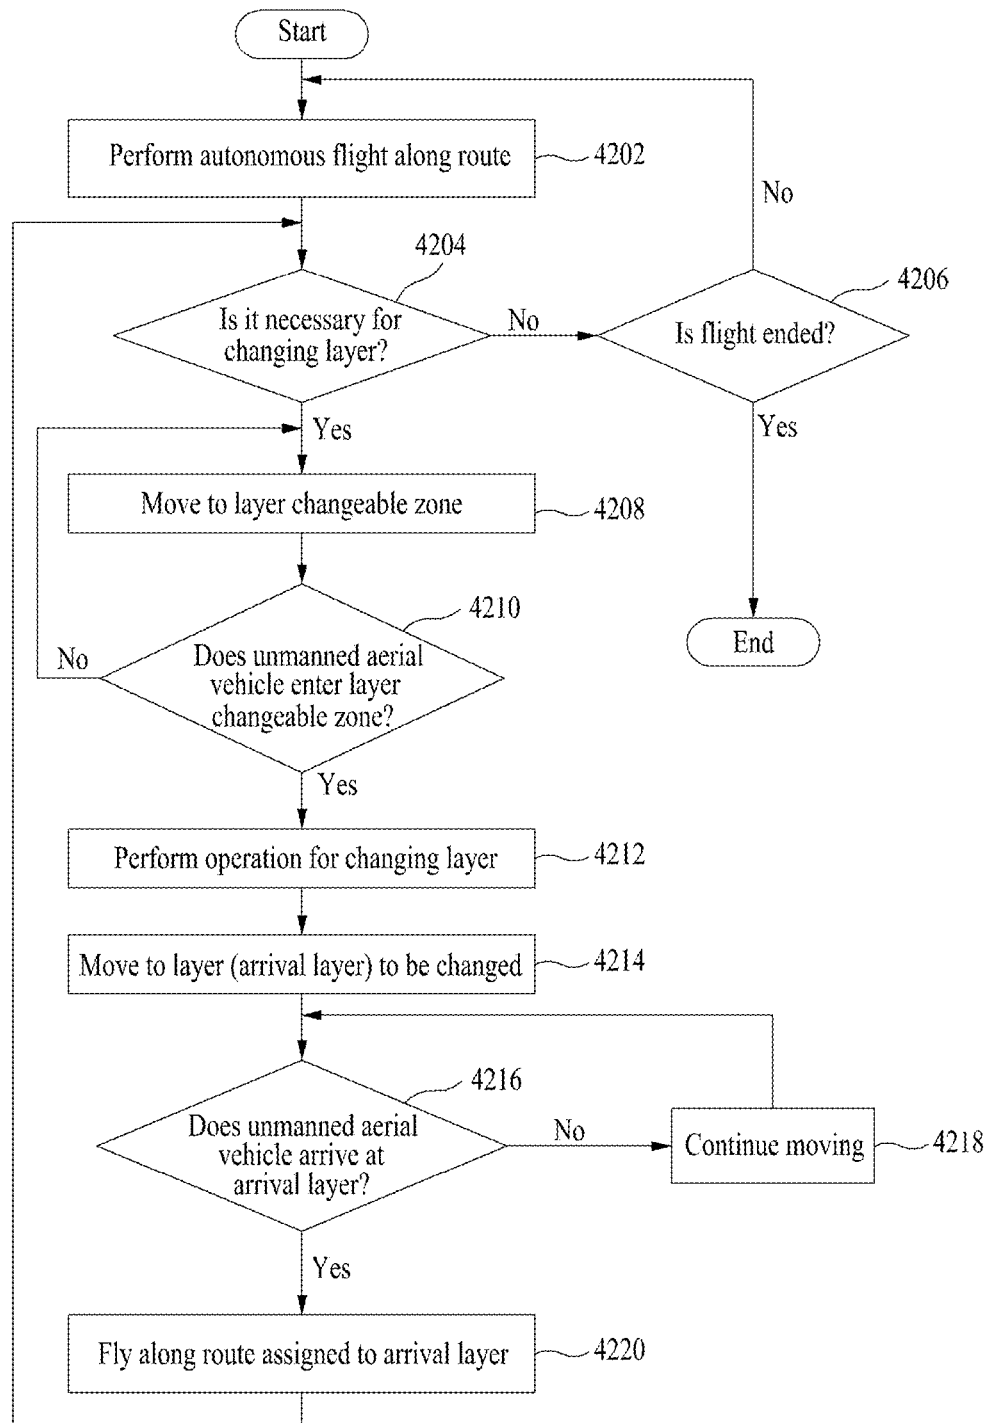 Start
Perform autonomous flight along route
4202
No
4204
4206
Is it necessary for
changing layer?
No
Is flight ended?
Yes
Yes
Move to layer changeable zone
4208
4210
End
No
Does unmanned aerial
vehicle enter layer
changeable zone?
Yes
Perform operation for changing layer
4212
Move to layer (arrival layer) to be changed
4214
4216
Does unmanned aerial
vehicle arrive at
arrival layer?
No
Continue moving
4218
Yes
Fly along route assigned to arrival layer
4220